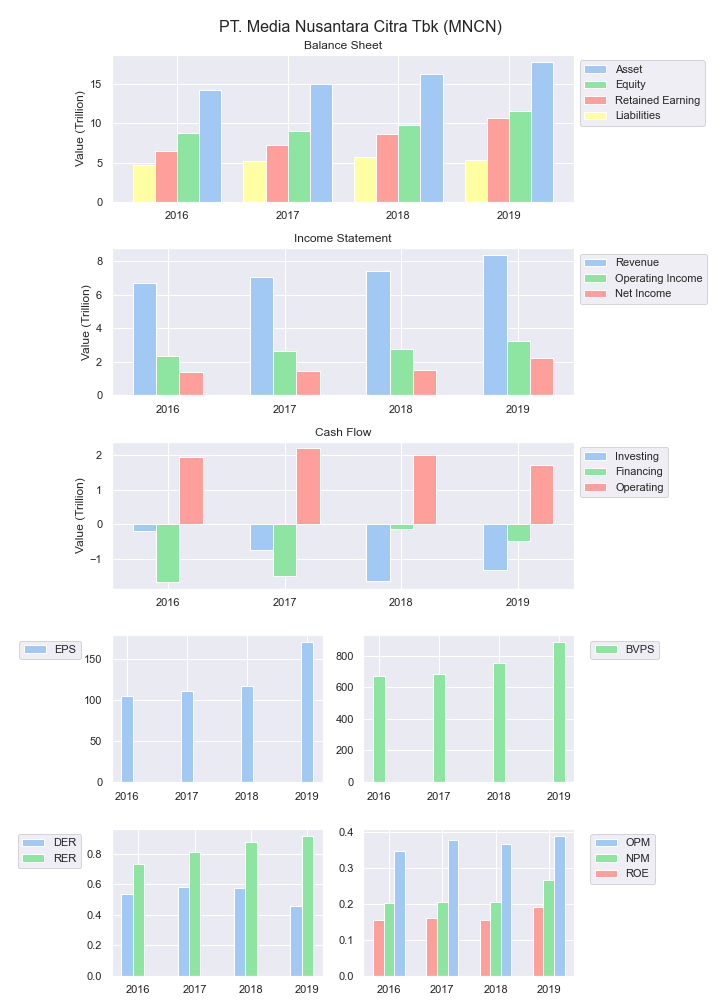 PT. Media Nusantara Citra Tbk (MNCN)
Balance Sheet
Value (Trillion)
15
10
5
0
2016 2017 2018 2019
Asset
Equity
Retained Earning
Liabilities
Income Statement
Value (Trillion)
8
6
4
2
0
2016 2017 2018 2019
Revenue
Operating Income
Net Income
Cash Flow
Value (Trillion)
2
1
0
−1
2016 2017 2018 2019
Investing
Financing
Operating
EPS
150
100
50
0
2016 2017 2018 2019
800
600
400
200
0
2016 2017 2018 2019
BVPS
DER
RER
0.8
0.6
0.4
0.2
0.0
2016 2017 2018 2019
0.4
0.3
0.2
0.1
0.0
2016 2017 2018 2019
OPM
NPM
ROE